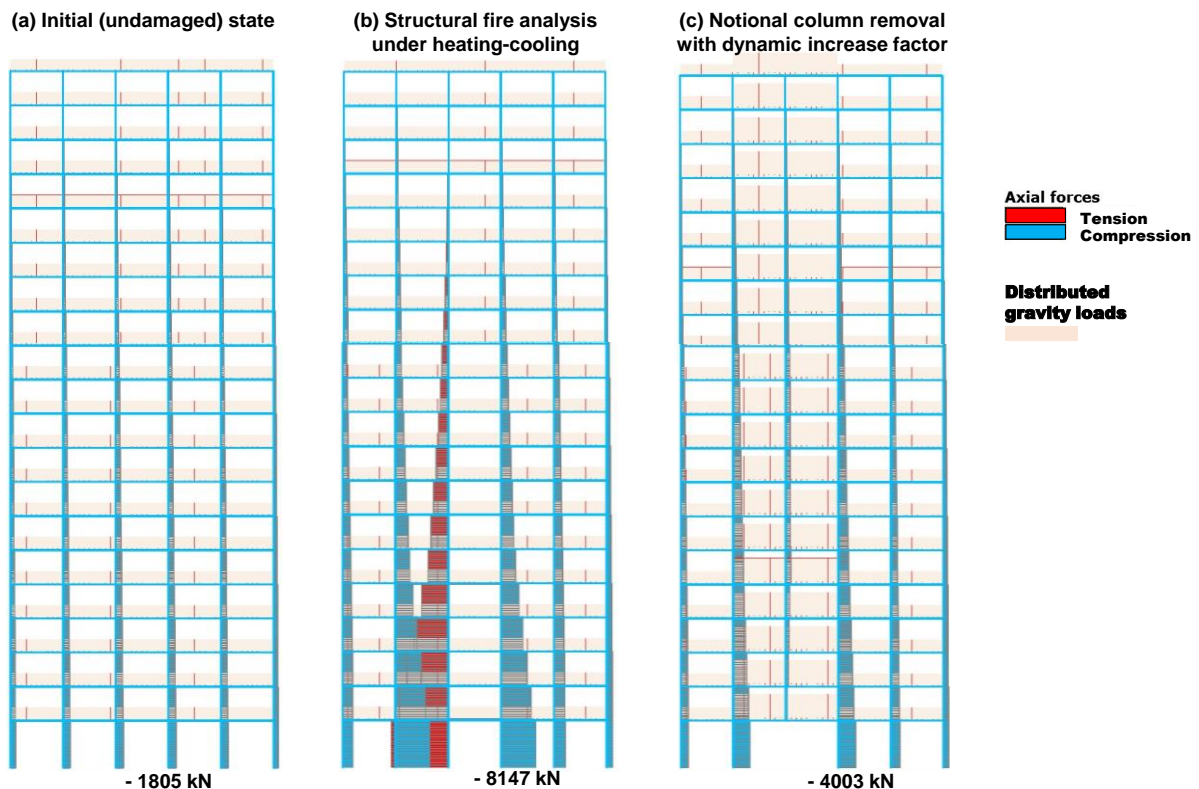 (a) Initial (undamaged) state
(b) Structural fire analysis
under heating-cooling
(c) Notional column removal
with dynamic increase factor
Axial forces
Tension
Compression
Distributed
gravity loads
- 1805 kN
- 8147 kN
- 4003 kN